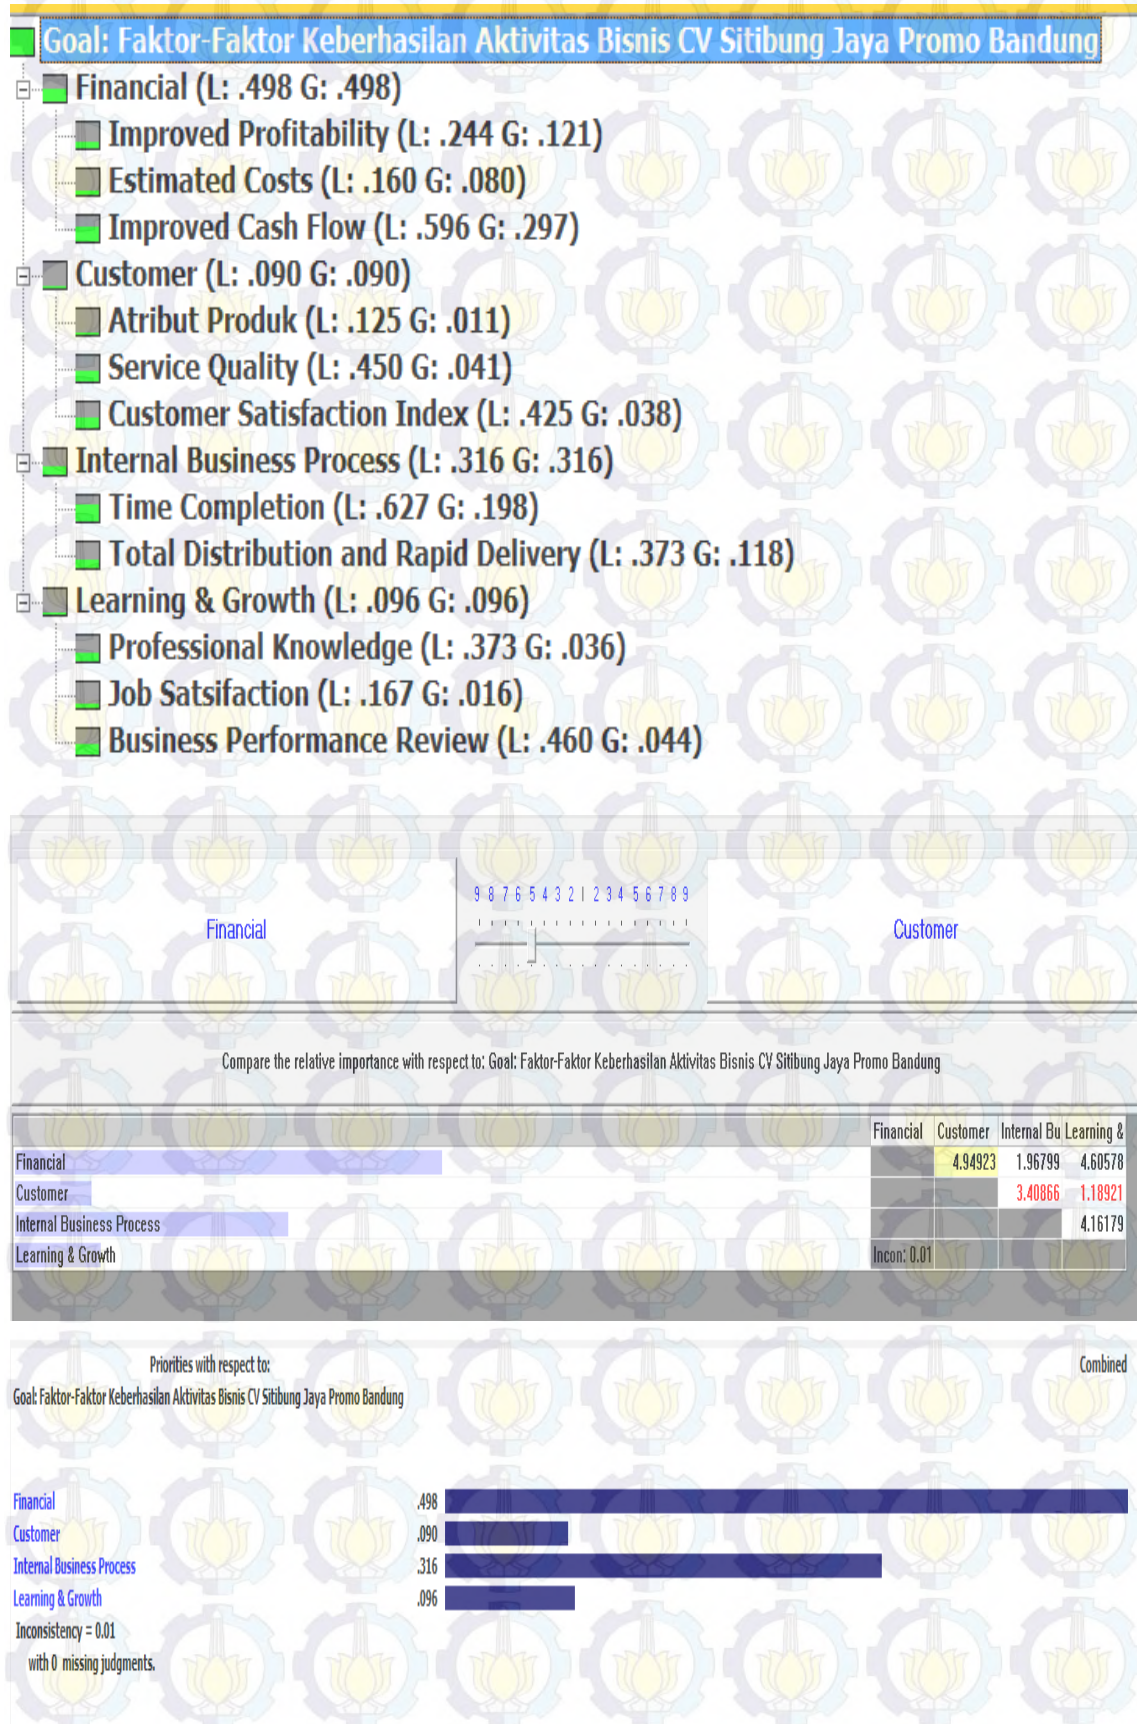 Goal: Faktor-Faktor Keberhasilan Aktivitas Bisnis CV Sitibung Jaya Promo Bandung
Financial (L: .498 G: .498)
Improved Profitability (L: .244 G: .121)
Estimated Costs (L: .160 G: .080)
Improved Cash Flow (L: .596 G: .297)
Customer (L: .090 G: .090)
Atribut Produk (L: .125 G: .011)
Service Quality (L: .450 G: .041)
Customer Satisfaction Index (L: .425 G: .038)
Internal Business Process (L: .316 G: .316)
Time Completion (L: .627 G: .198)
Total Distribution and Rapid Delivery (L: .373 G: .118)
Learning & Growth (L: .096 G: .096)
Professional Knowledge (L: .373 G: .036)
Job Satsifaction (L: .167 G: .016)
Business Performance Review (L: .460 G: .044)
9 8 7 6 5 4 3 2 1 2 3 4 5 6 7 8 9
Financial Customer
Compare the relative importance with respect to: Goal: Faktor-Faktor Keberhasilan Aktivitas Bisnis CV Sitibung Jaya Promo Bandung
Financial Customer Internal Bu Learning &
Financial 4.94923 1.96799 4.60578
Customer 3.40866 1.18921
Internal Business Process 4.16179
Learning & Growth Incon: 0.01
Priorities with respect to: Combined
Goal: Faktor-Faktor Keberhasilan Aktivitas Bisnis CV Sitibung Jaya Promo Bandung
Financial .498
Customer .090
Internal Business Process .316
Learning & Growth .096
Inconsistency = 0.01
with 0 missing judgments.